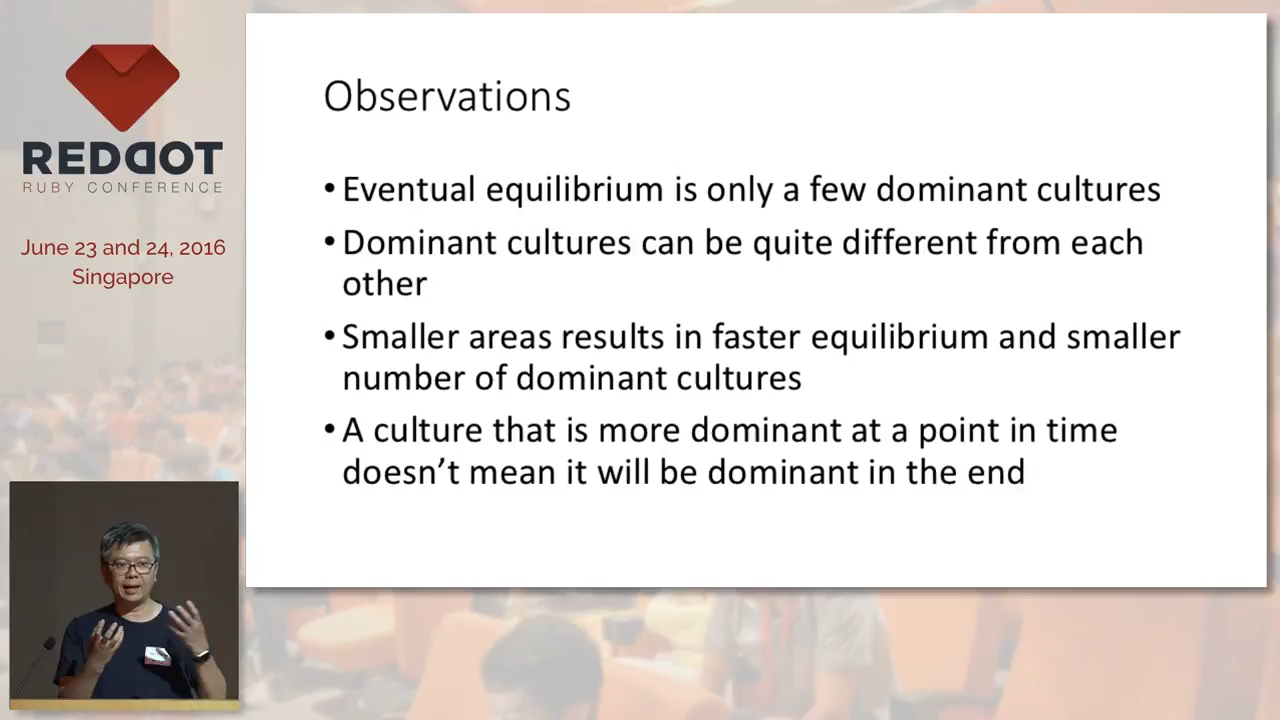 REDDOT
RUBY CONFERENCE
June 23 and 24, 2016
Singapore
Observations
• Eventual equilibrium is only a few dominant cultures
• Dominant cultures can be quite different from each
other
• Smaller areas results in faster equilibrium and smaller
number of dominant cultures
• A culture that is more dominant at a point in time
doesn’t mean it will be dominant in the end